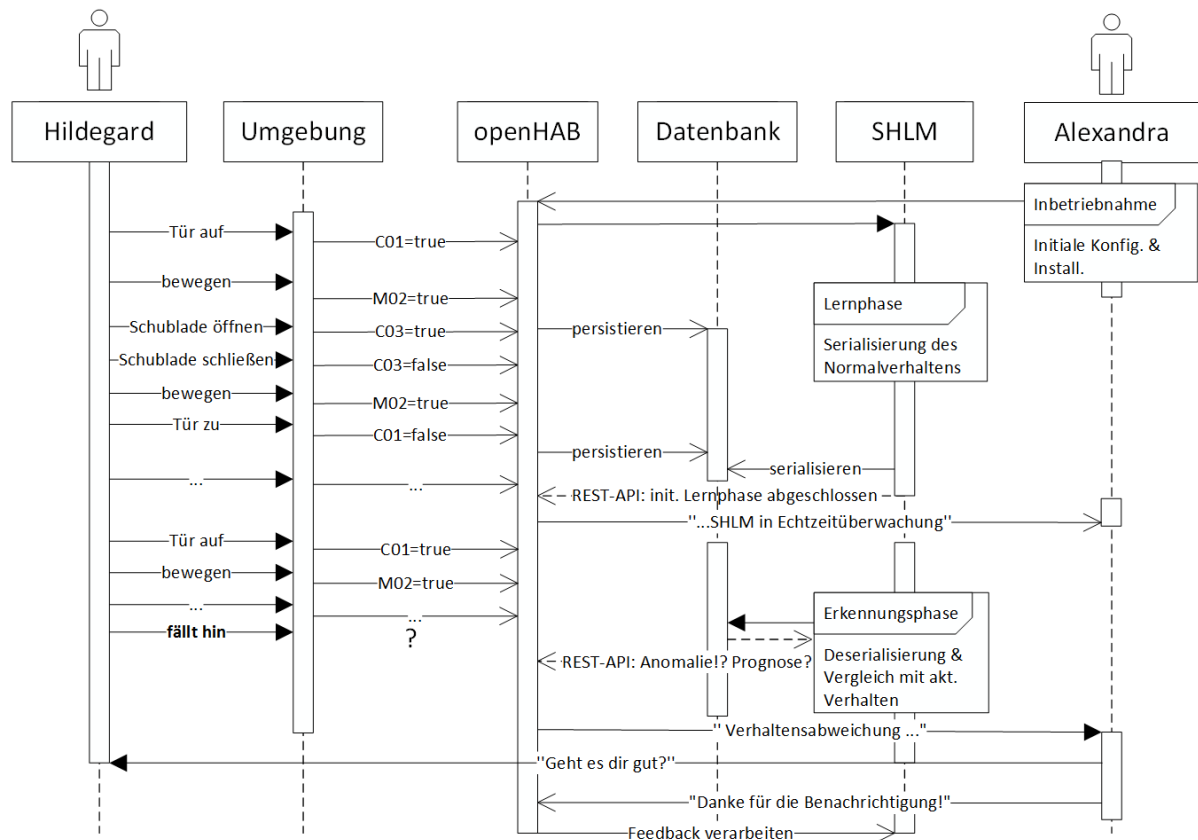 Hildegard
Umgebung
openHAB
Datenbank
SHLM
Alexandra
Inbetriebnahme
Initiale Konfig. &
Install.
Tür auf
C01=true
bewegen
M02=true
Lernphase
Serialisierung des
Normalverhaltens
Schublade öffnen
C03=true
persistieren
Schublade schließen
C03=false
bewegen
M02=true
Tür zu
C01=false
persistieren
serialisieren
...
...
REST-API: init. Lernphase abgeschlossen
"...SHLM in Echtzeitüberwachung"
Tür auf
C01=true
bewegen
M02=true
...
...
Erkennungsphase
Deserialisierung &
Vergleich mit akt.
Verhalten
fällt hin
?
REST-API: Anomalie!? Prognose?
" Verhaltensabweichung ..."
"Geht es dir gut?"
"Danke für die Benachrichtigung!"
Feedback verarbeiten